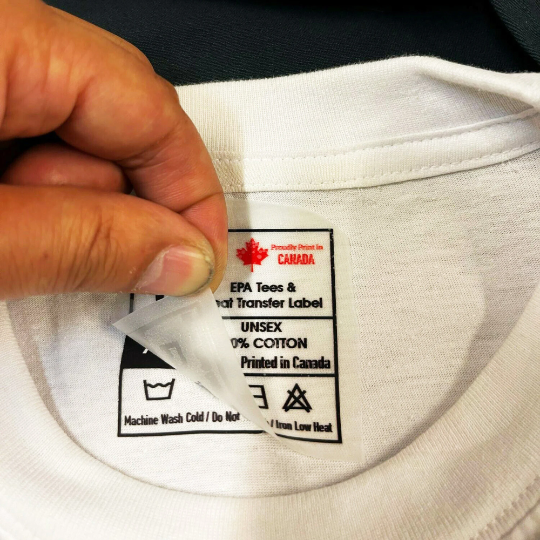 Proudly Print in
CANADA
EPA Tees &
eat Transfer Label
UNSEX
0% COTTON
Printed in Canada
Machine Wash Cold / Do Not / Iron Low Heat